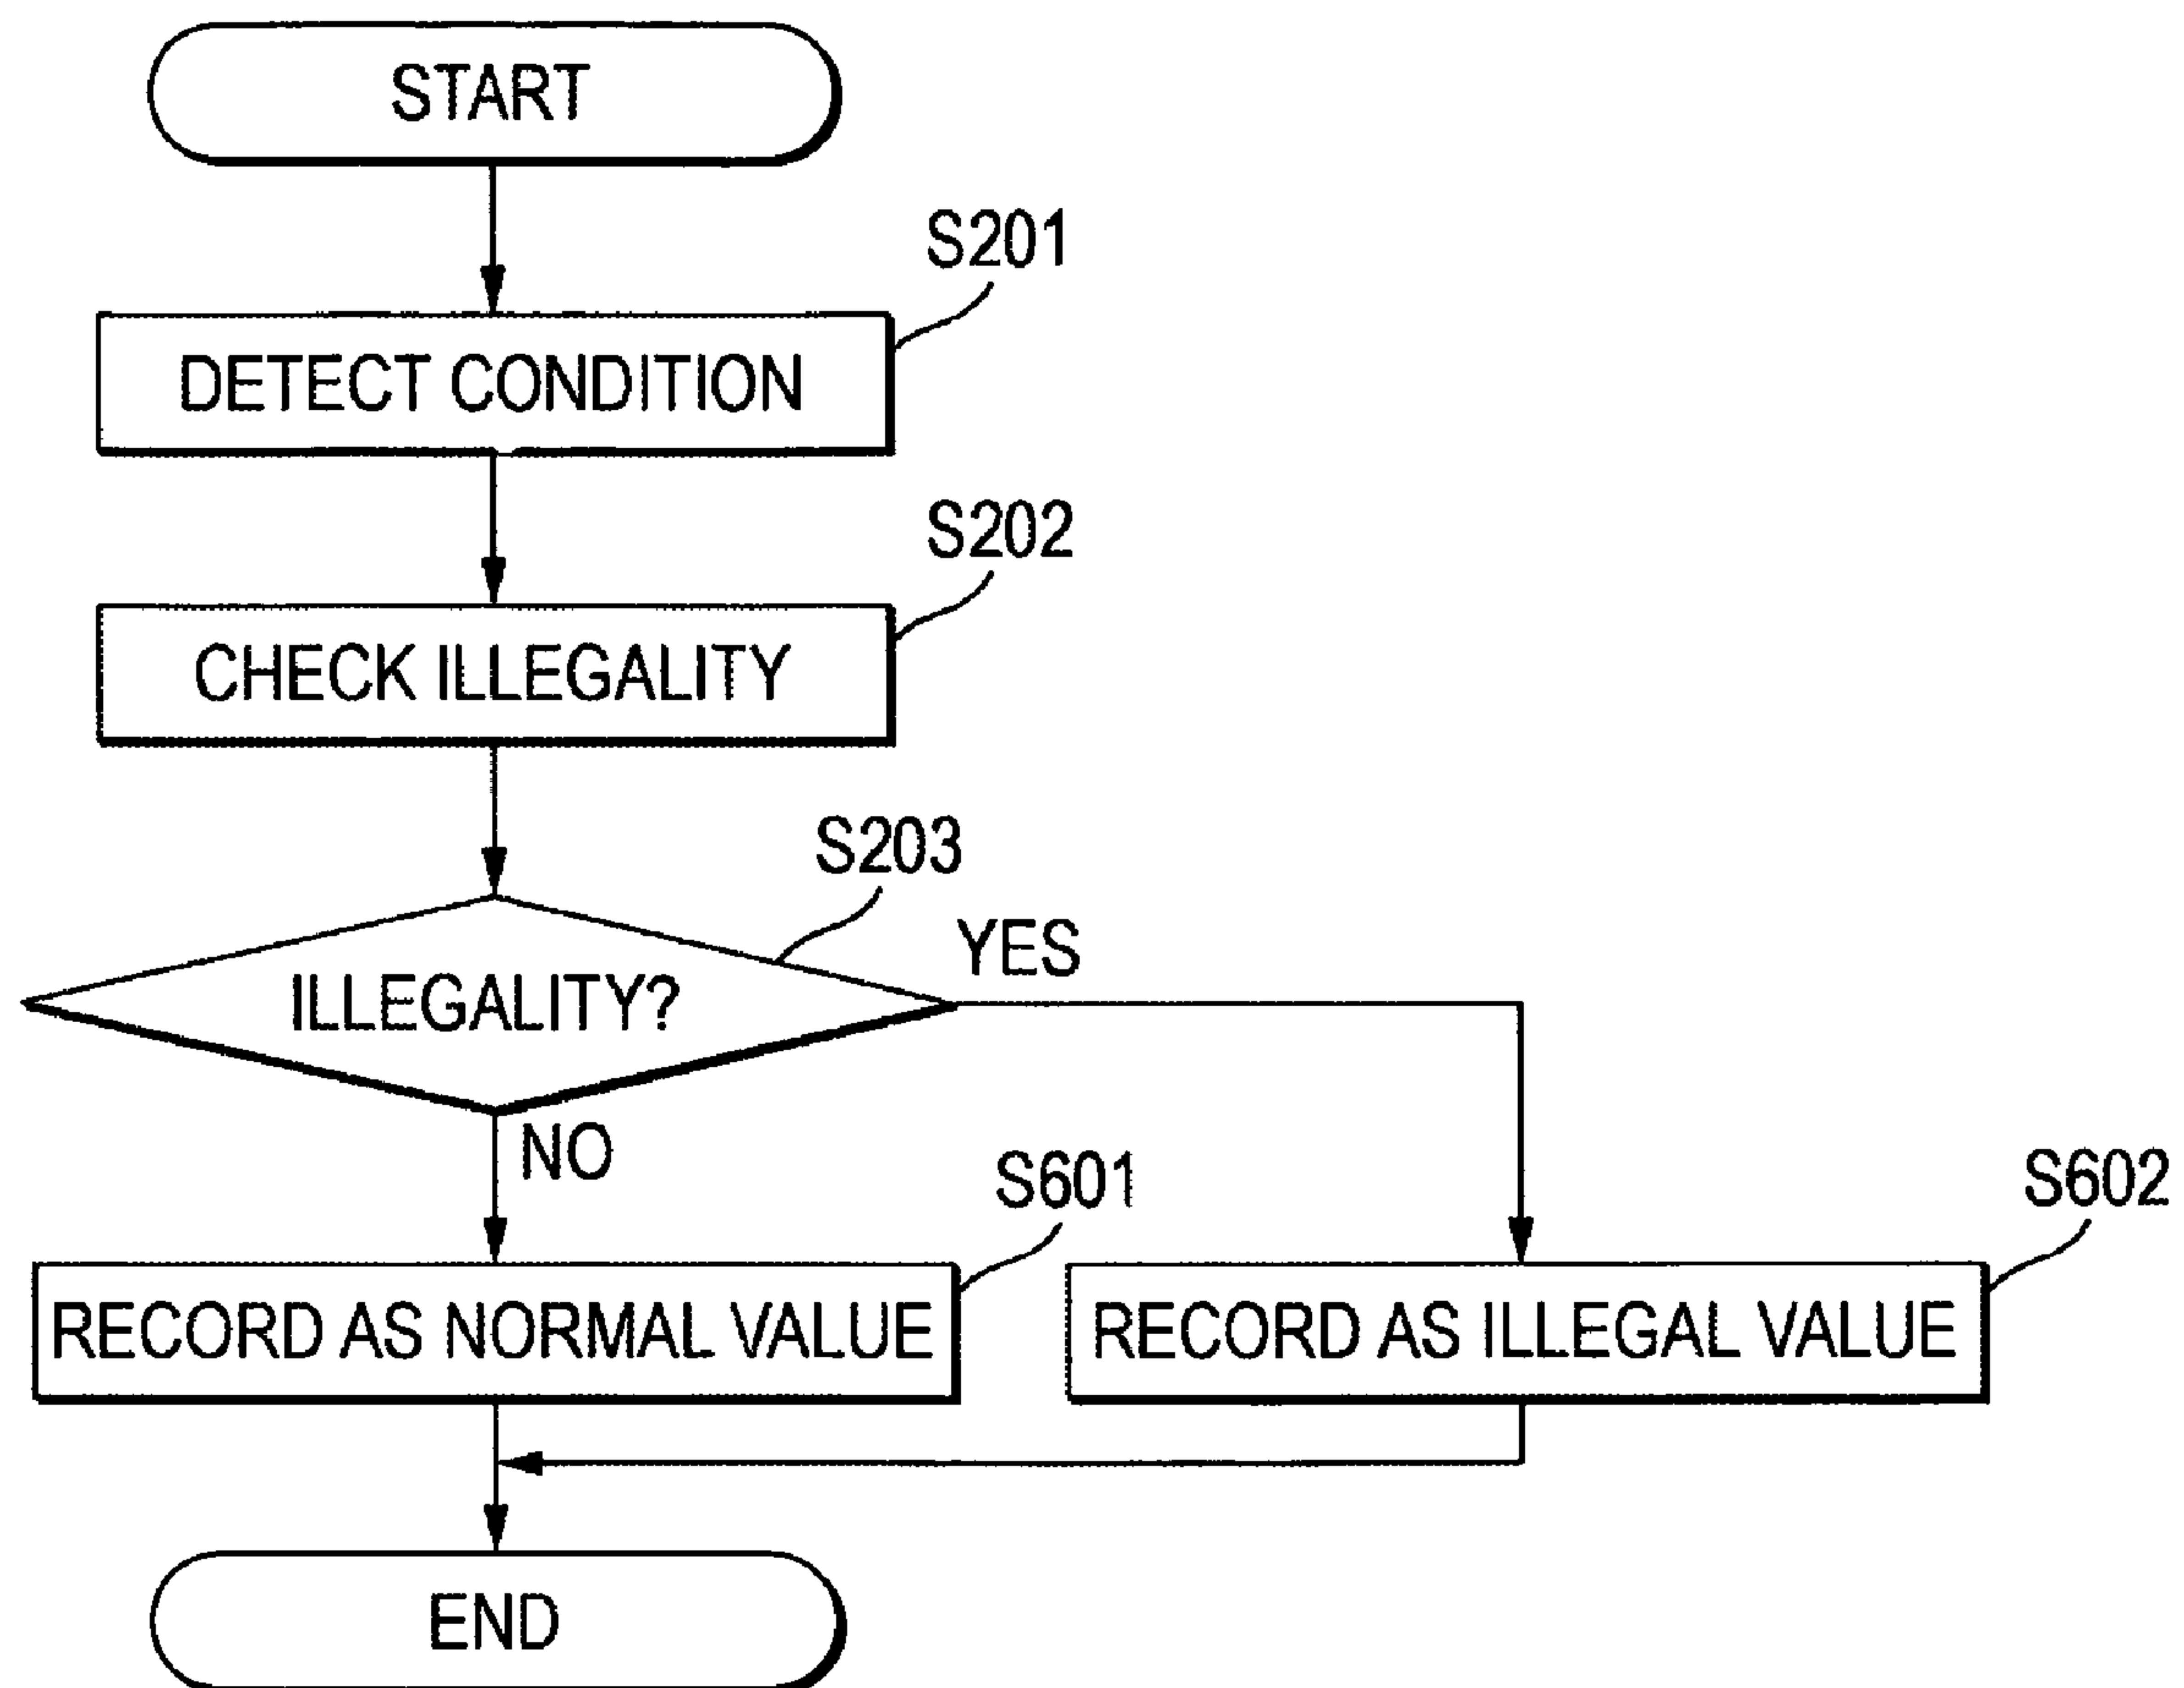 START
S201
DETECT CONDITION
S202
CHECK ILLEGALITY
S203
YES
ILLEGALITY?
NO
S601
S602
RECORD AS NORMAL VALUE
RECORD AS ILLEGAL VALUE
END